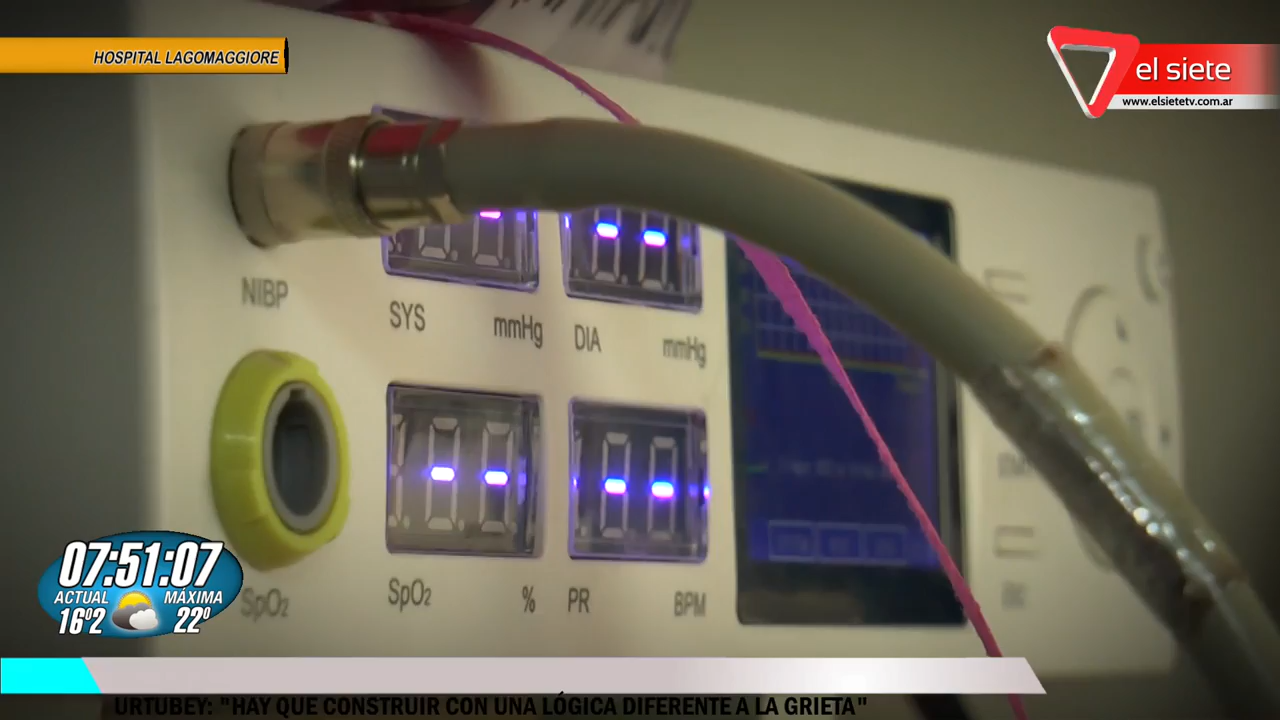 HOSPITAL LAGOMAGGIORE
el siete
www.elsietetv.com.ar
NIBP
SYS mmHg
DIA mmHg
SpO2
SpO2 %
PR BPM
07:51:07
ACTUAL MÁXIMA
16º2 22º
URTUBEY: "HAY QUE CONSTRUIR CON UNA LÓGICA DIFERENTE A LA GRIETA"